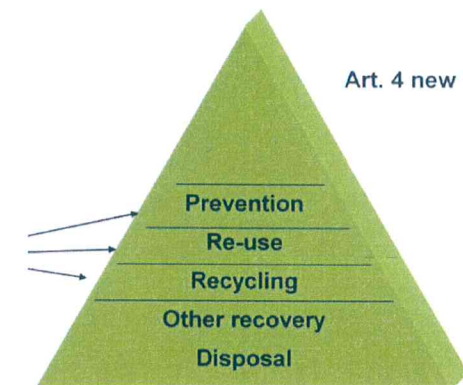 Art. 4 new
Prevention
Re-use
Recycling
Other recovery
Disposal